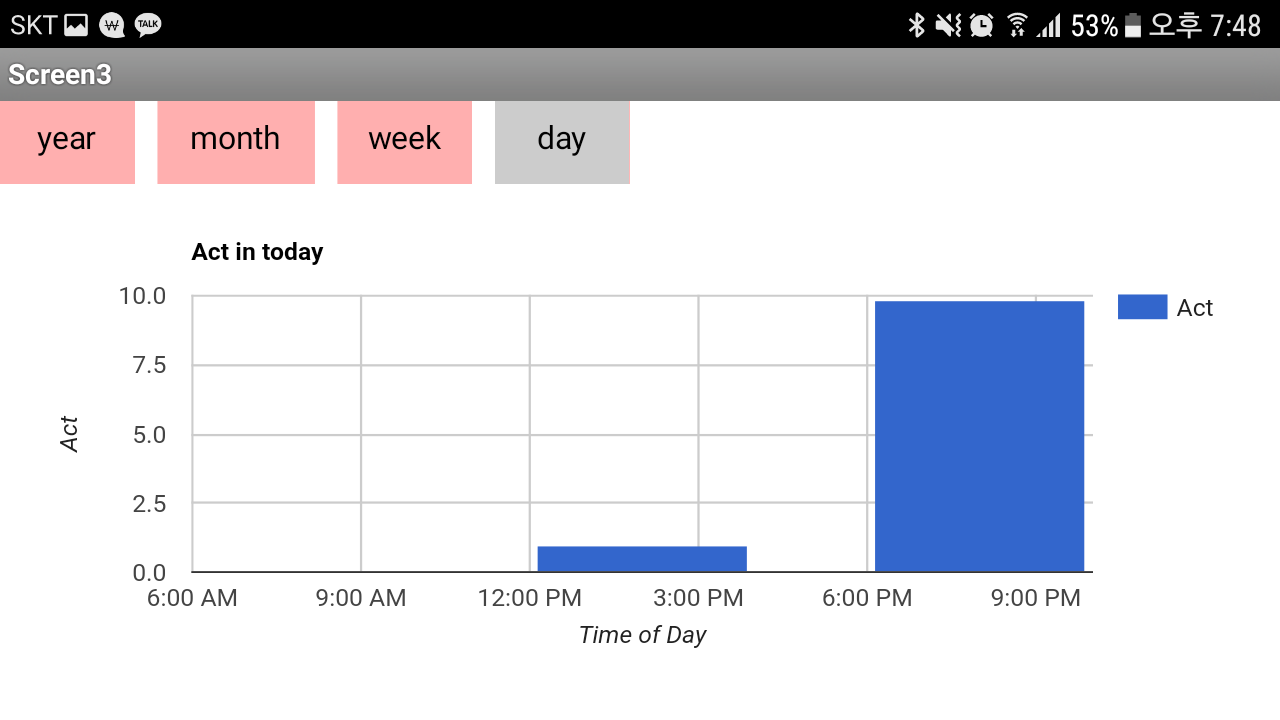 SKT ₩ TALK 53% 오후 7:48
Screen3
year month week day
Act in today
10.0
7.5
5.0
2.5
0.0
Act
Act
6:00 AM 9:00 AM 12:00 PM 3:00 PM 6:00 PM 9:00 PM
Time of Day